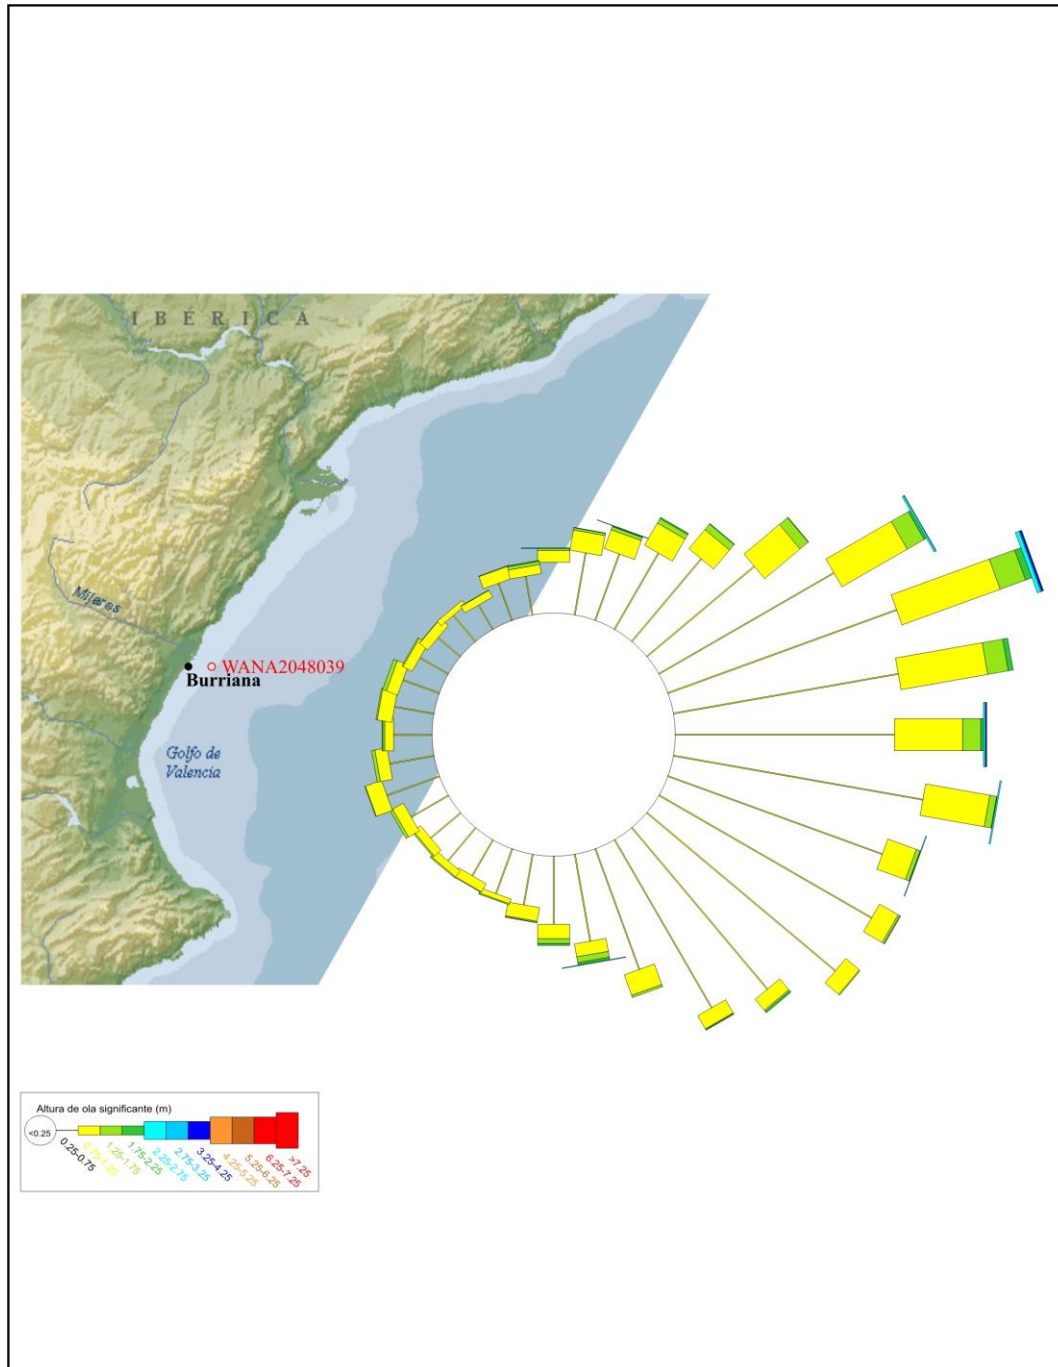 I B É R I C A
Mijares
WANA2048039
Burriana
Golfo de
Valencia
Altura de ola significante (m)
<0.25
0.25-0.75
0.75-1.25
1.25-1.75
1.75-2.25
2.25-2.75
2.75-3.25
3.25-4.25
4.25-5.25
5.25-6.25
6.25-7.25
>7.25